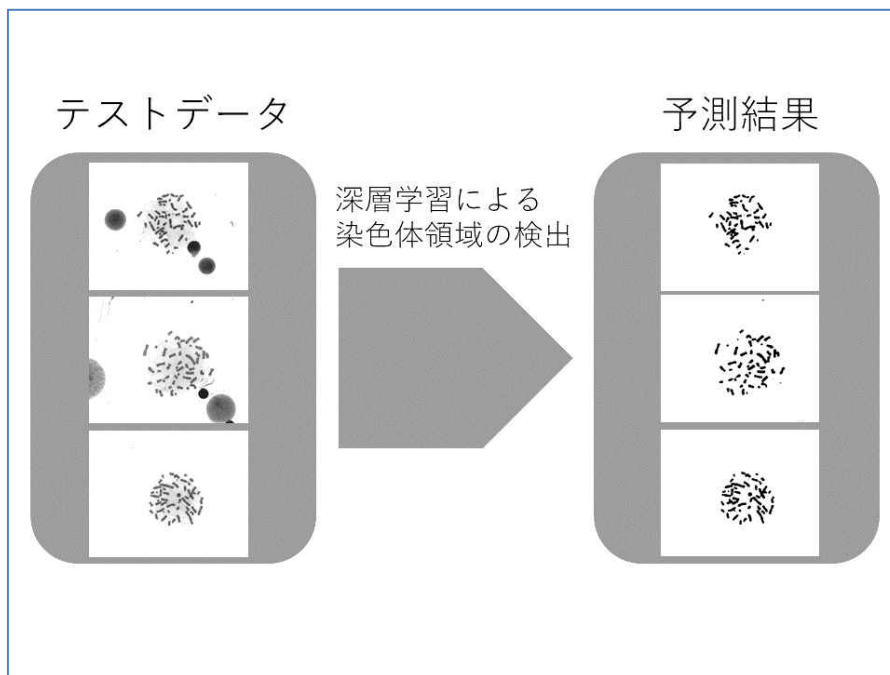 テストデータ
予測結果
深層学習による
染色体領域の検出